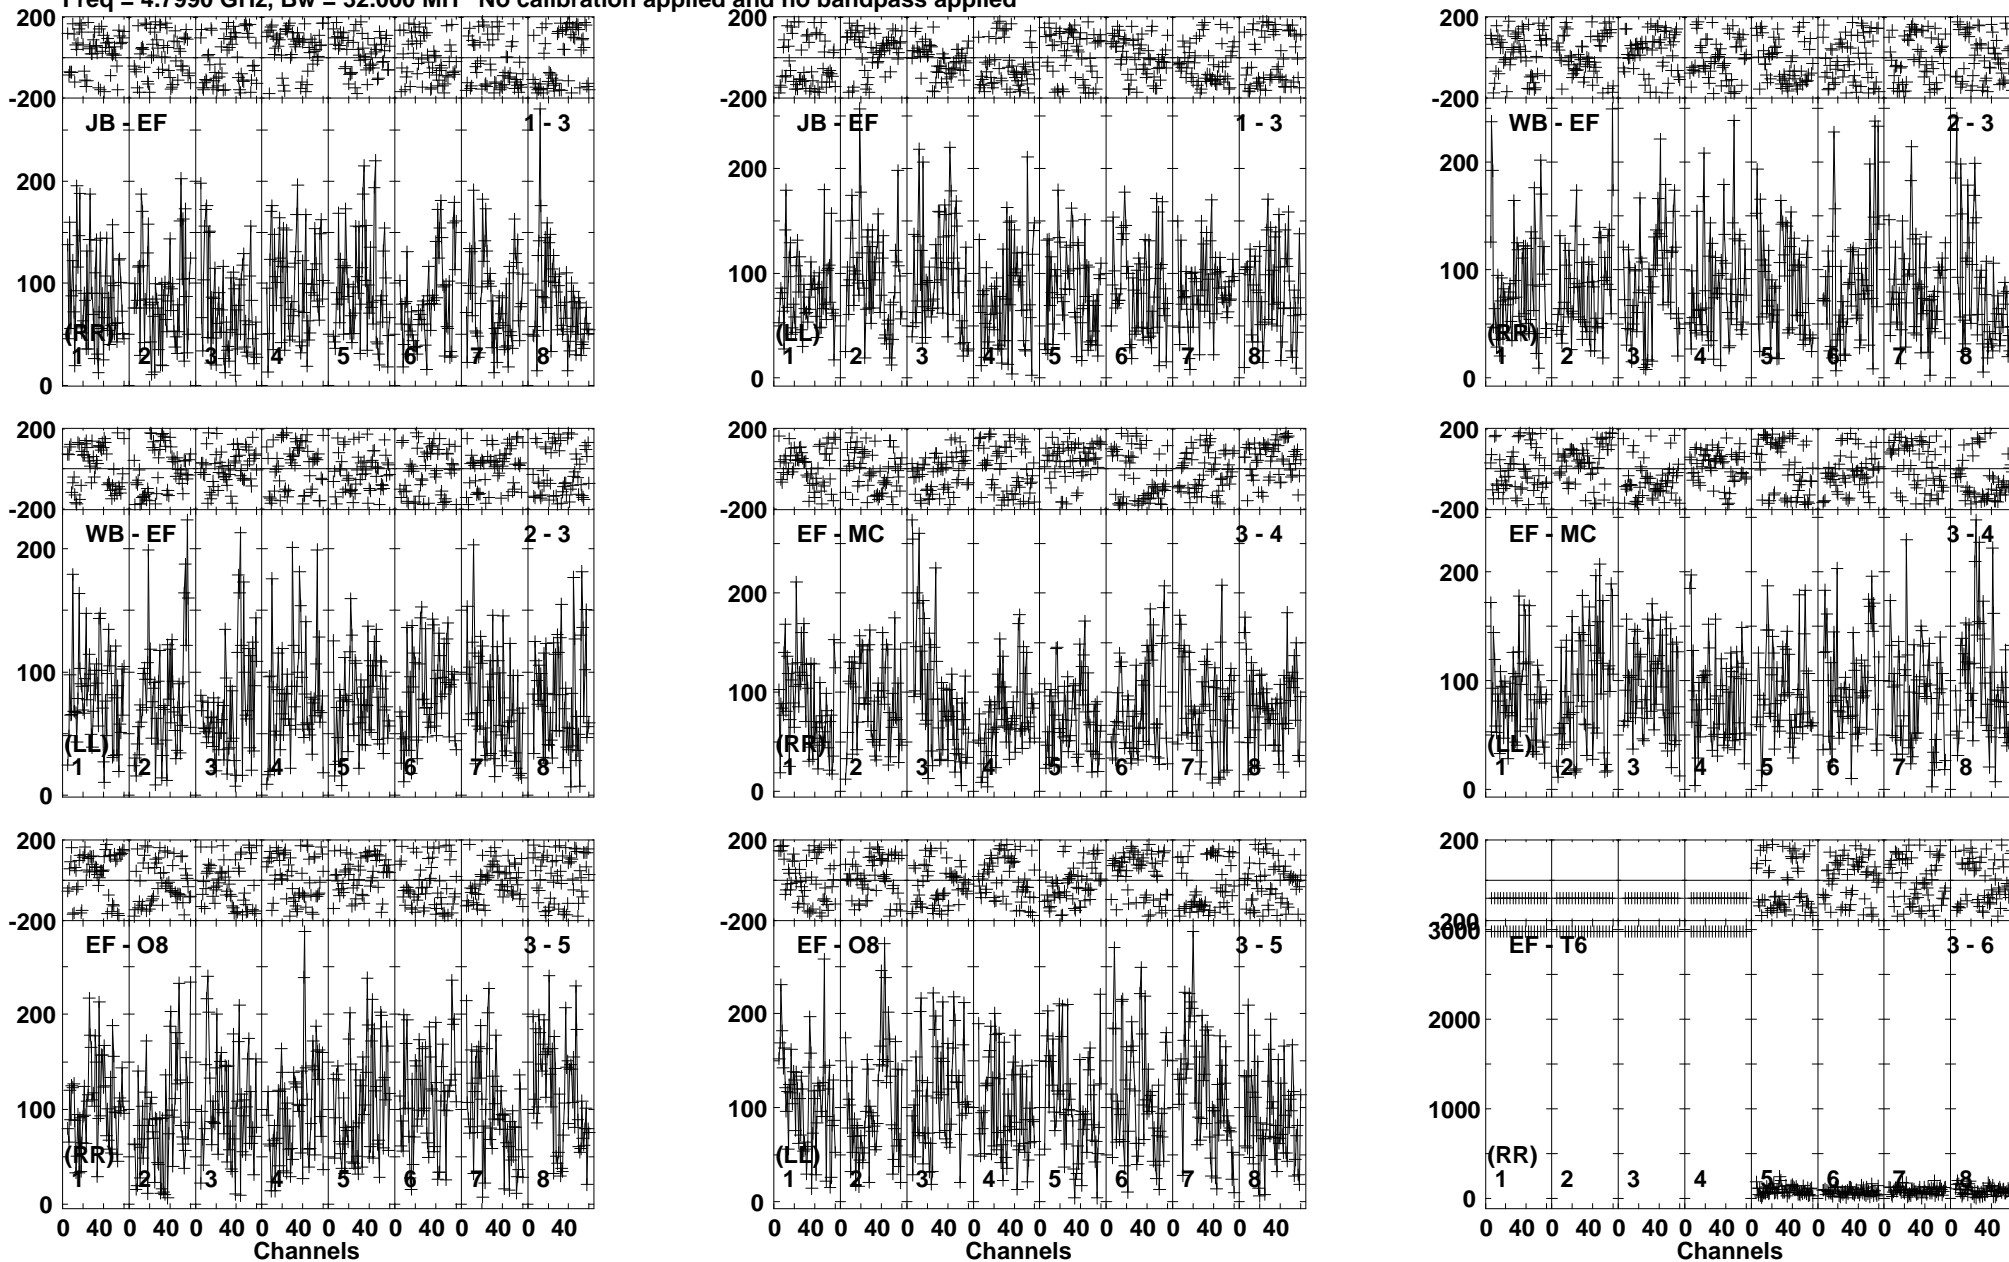 Freq = 4.7990 GHz, Bw = 32.000 MH No calibration applied and no bandpass applied
200 200 200
-200 -200 -200
JB - EF 1 - 3 JB - EF 1 - 3 WB - EF 2 - 3
200 200 200
100 100 100
(RR) (LL) (RR)
1 2 3 4 5 6 7 8 1 2 3 4 5 6 7 8 1 2 3 4 5 6 7 8
0 0 0
200 200 200
-200 -200 -200
WB - EF 2 - 3 EF - MC 3 - 4 EF - MC 3 - 4
200 200 200
100 100 100
(LL) (RR) (LL)
1 2 3 4 5 6 7 8 1 2 3 4 5 6 7 8 1 2 3 4 5 6 7 8
0 0 0
200 200 200
-200 -200 -200
3000
EF - O8 3 - 5 EF - O8 3 - 5 EF - T6 3 - 6
200 200 2000
100 100 1000
(RR) (LL) (RR)
1 2 3 4 5 6 7 8 1 2 3 4 5 6 7 8 1 2 3 4 5 6 7 8
0 0 0
0 40 0 40 0 40 0 40 0 40 0 40 0 40 0 40 0 40 0 40 0 40 0 40 0 40 0 40 0 40 0 40 0 40 0 40 0 40 0 40 0 40 0 40 0 40 0 40
Channels Channels Channels